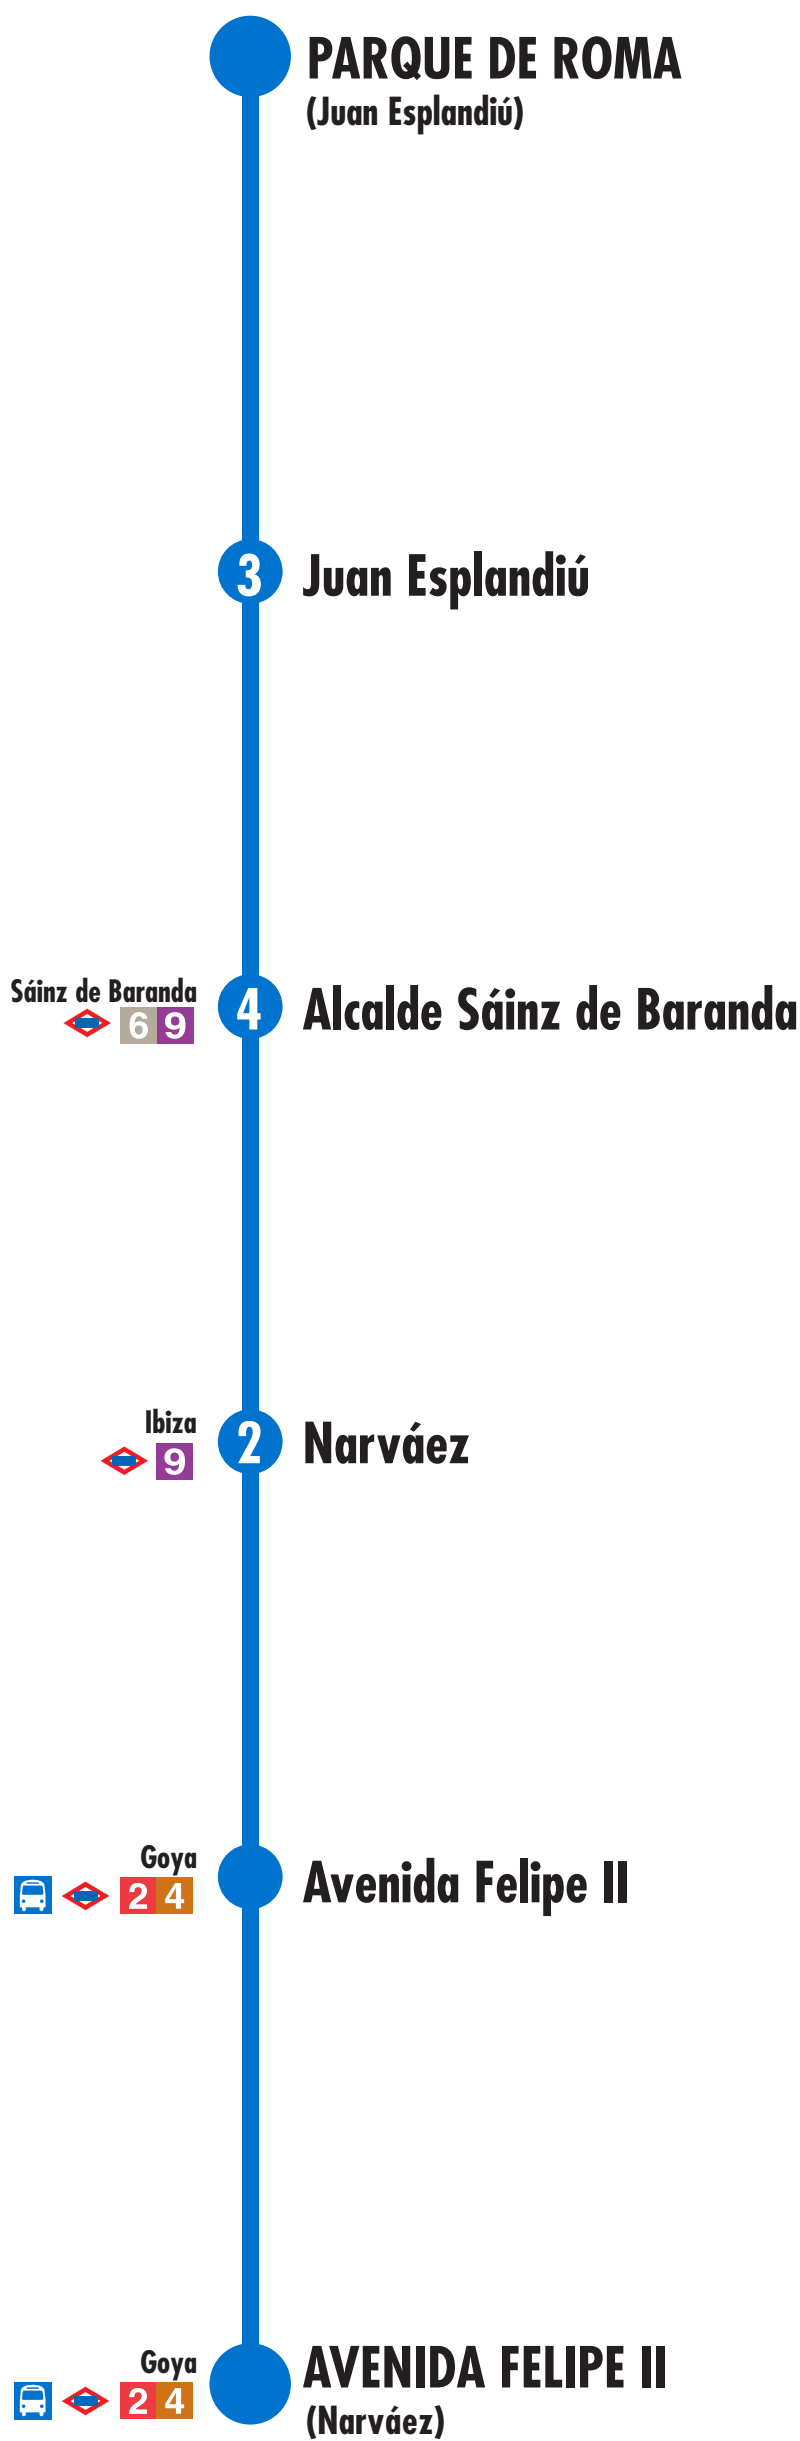 PARQUE DE ROMA
(Juan Esplandiú)
3 Juan Esplandiú
Sáinz de Baranda
6 9
4 Alcalde Sáinz de Baranda
Ibiza
9
2 Narváez
Goya
2 4
Avenida Felipe II
Goya
2 4
AVENIDA FELIPE II
(Narváez)